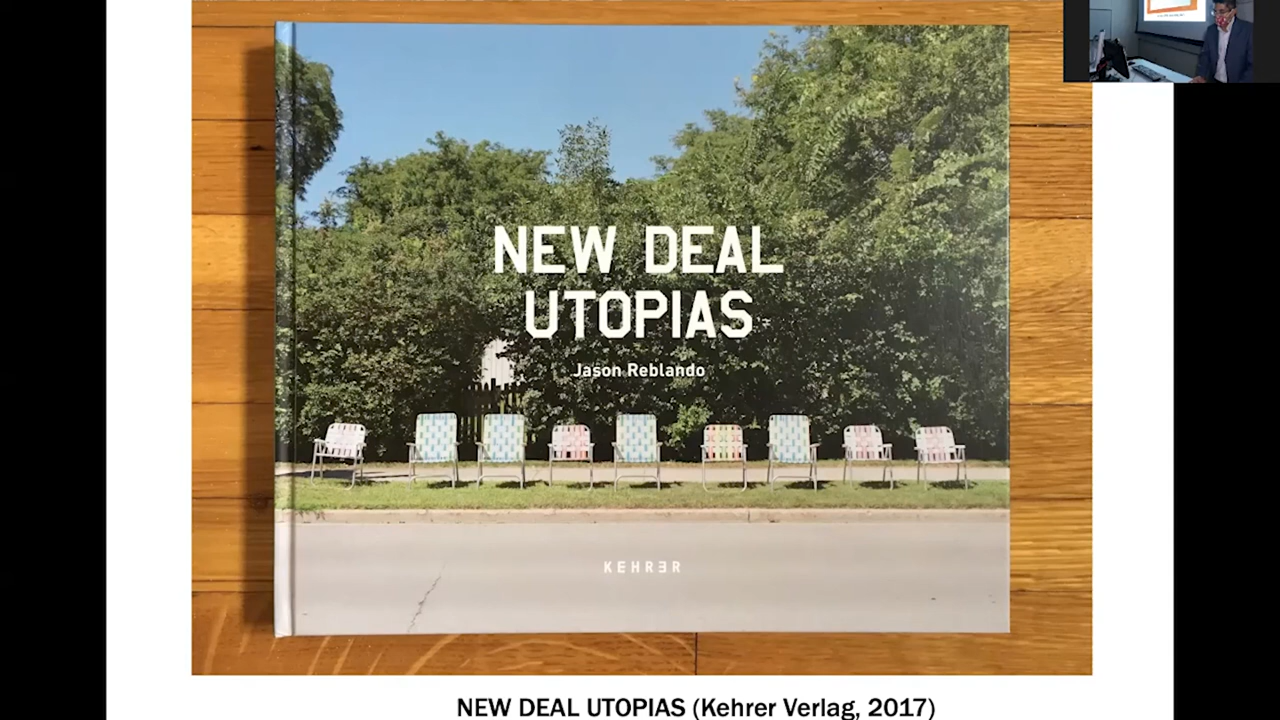 NEW DEAL
UTOPIAS
Jason Reblando
KEHRER
NEW DEAL UTOPIAS (Kehrer Verlag, 2017)